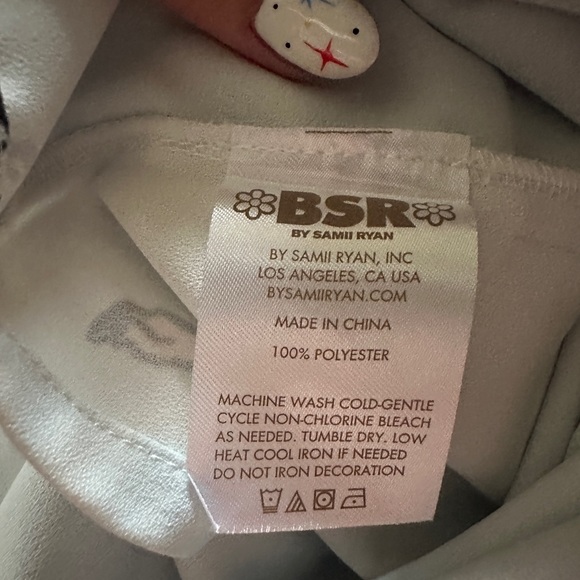 BSR
BY SAMII RYAN
BY SAMII RYAN, INC
LOS ANGELES, CA USA
BYSAMIIRYAN.COM
MADE IN CHINA
100% POLYESTER
MACHINE WASH COLD-GENTLE
CYCLE NON-CHLORINE BLEACH
AS NEEDED. TUMBLE DRY. LOW
HEAT COOL IRON IF NEEDED
DO NOT IRON DECORATION